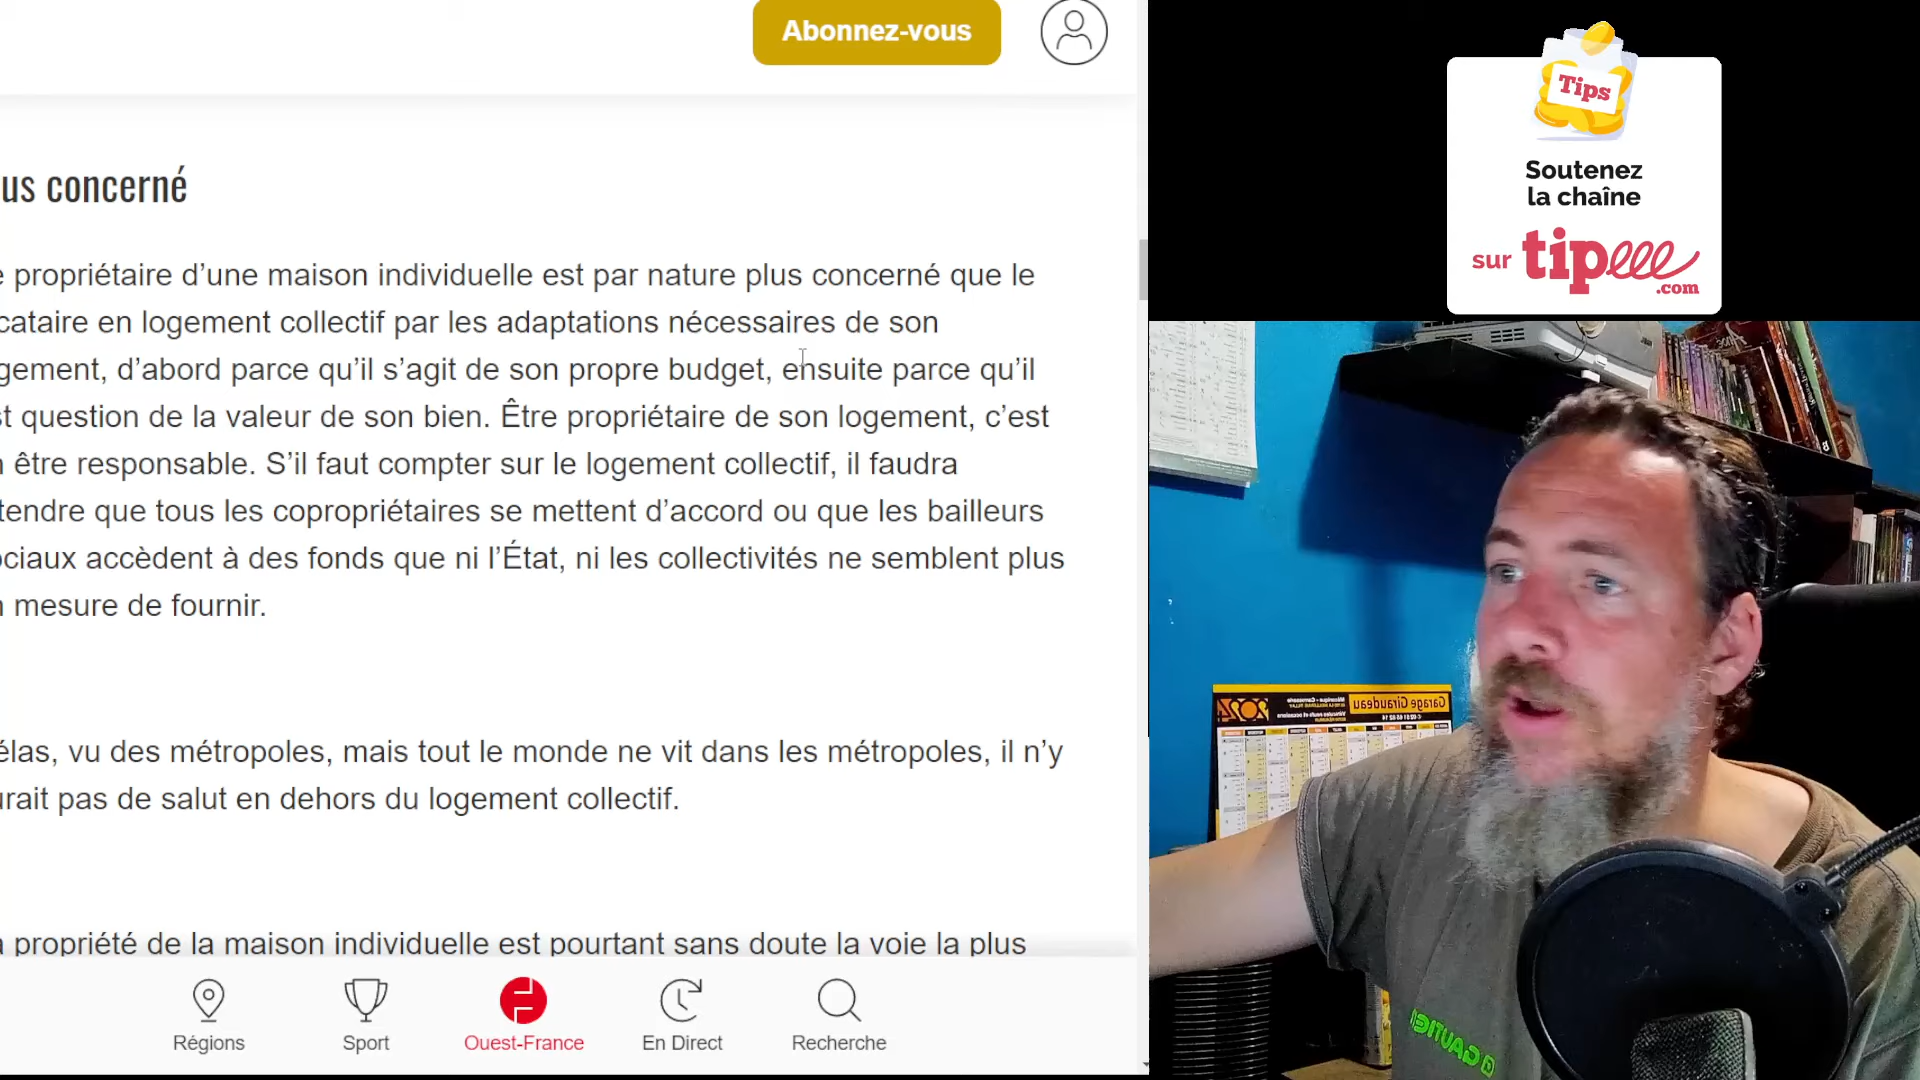 Abonnez-vous
us concerné
e propriétaire d’une maison individuelle est par nature plus concerné que le
cataire en logement collectif par les adaptations nécessaires de son
gement, d’abord parce qu’il s’agit de son propre budget, ensuite parce qu’il
st question de la valeur de son bien. Être propriétaire de son logement, c’est
n être responsable. S’il faut compter sur le logement collectif, il faudra
tendre que tous les copropriétaires se mettent d’accord ou que les bailleurs
ociaux accèdent à des fonds que ni l’État, ni les collectivités ne semblent plus
n mesure de fournir.
élas, vu des métropoles, mais tout le monde ne vit dans les métropoles, il n’y
urait pas de salut en dehors du logement collectif.
a propriété de la maison individuelle est pourtant sans doute la voie la plus
Régions
Sport
Ouest-France
En Direct
Recherche
Tips
Soutenez
la chaîne
sur tipeee
.com
Garage Giraudeau
2024